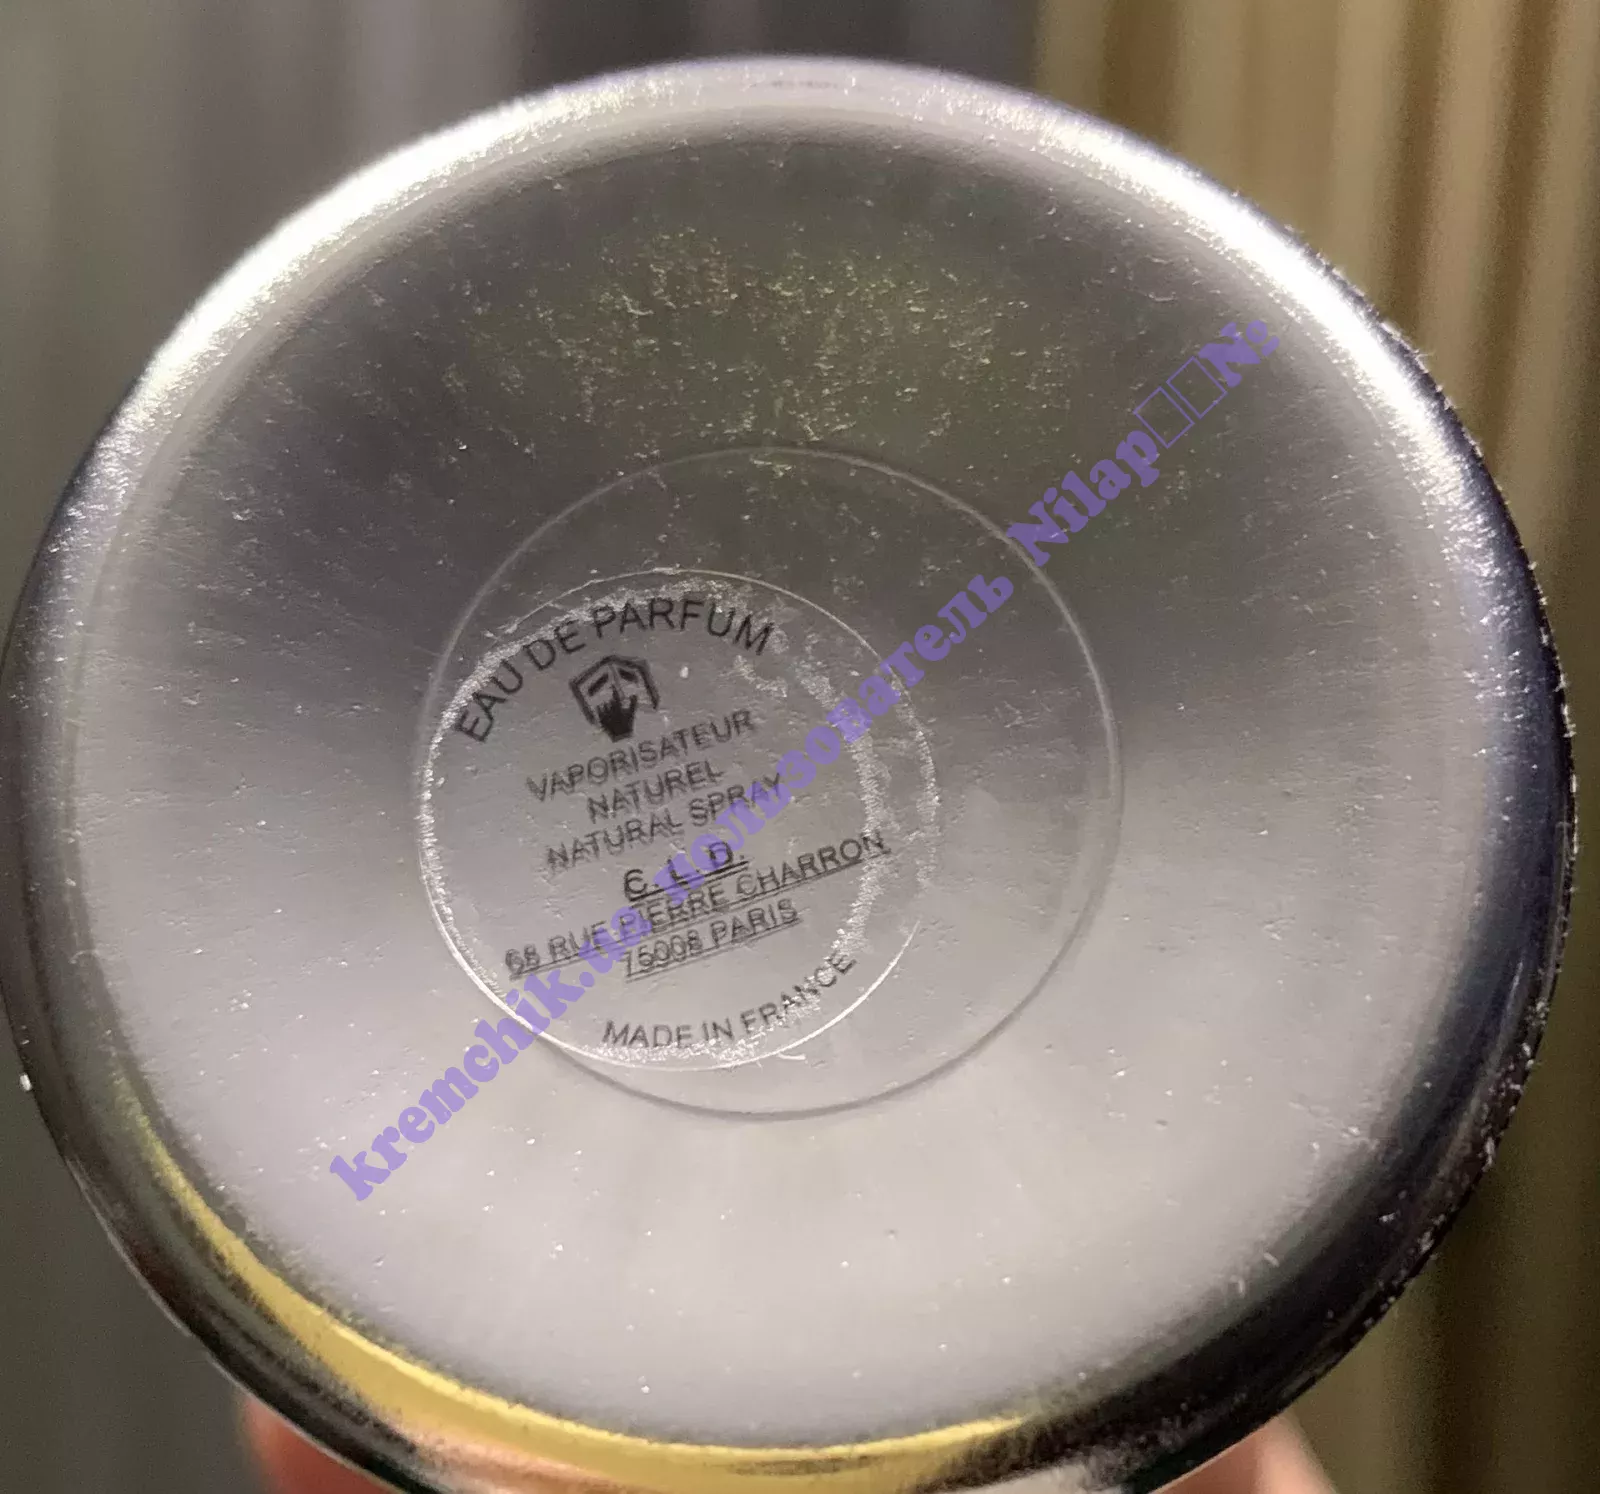 EAU DE PARFUM
VAPORISATEUR
NATUREL
NATURAL SPRAY
C. L. D.
68 RUE PIERRE CHARRON
75008 PARIS
MADE IN FRANCE
kremchik.ua пользователь Nilap□□№